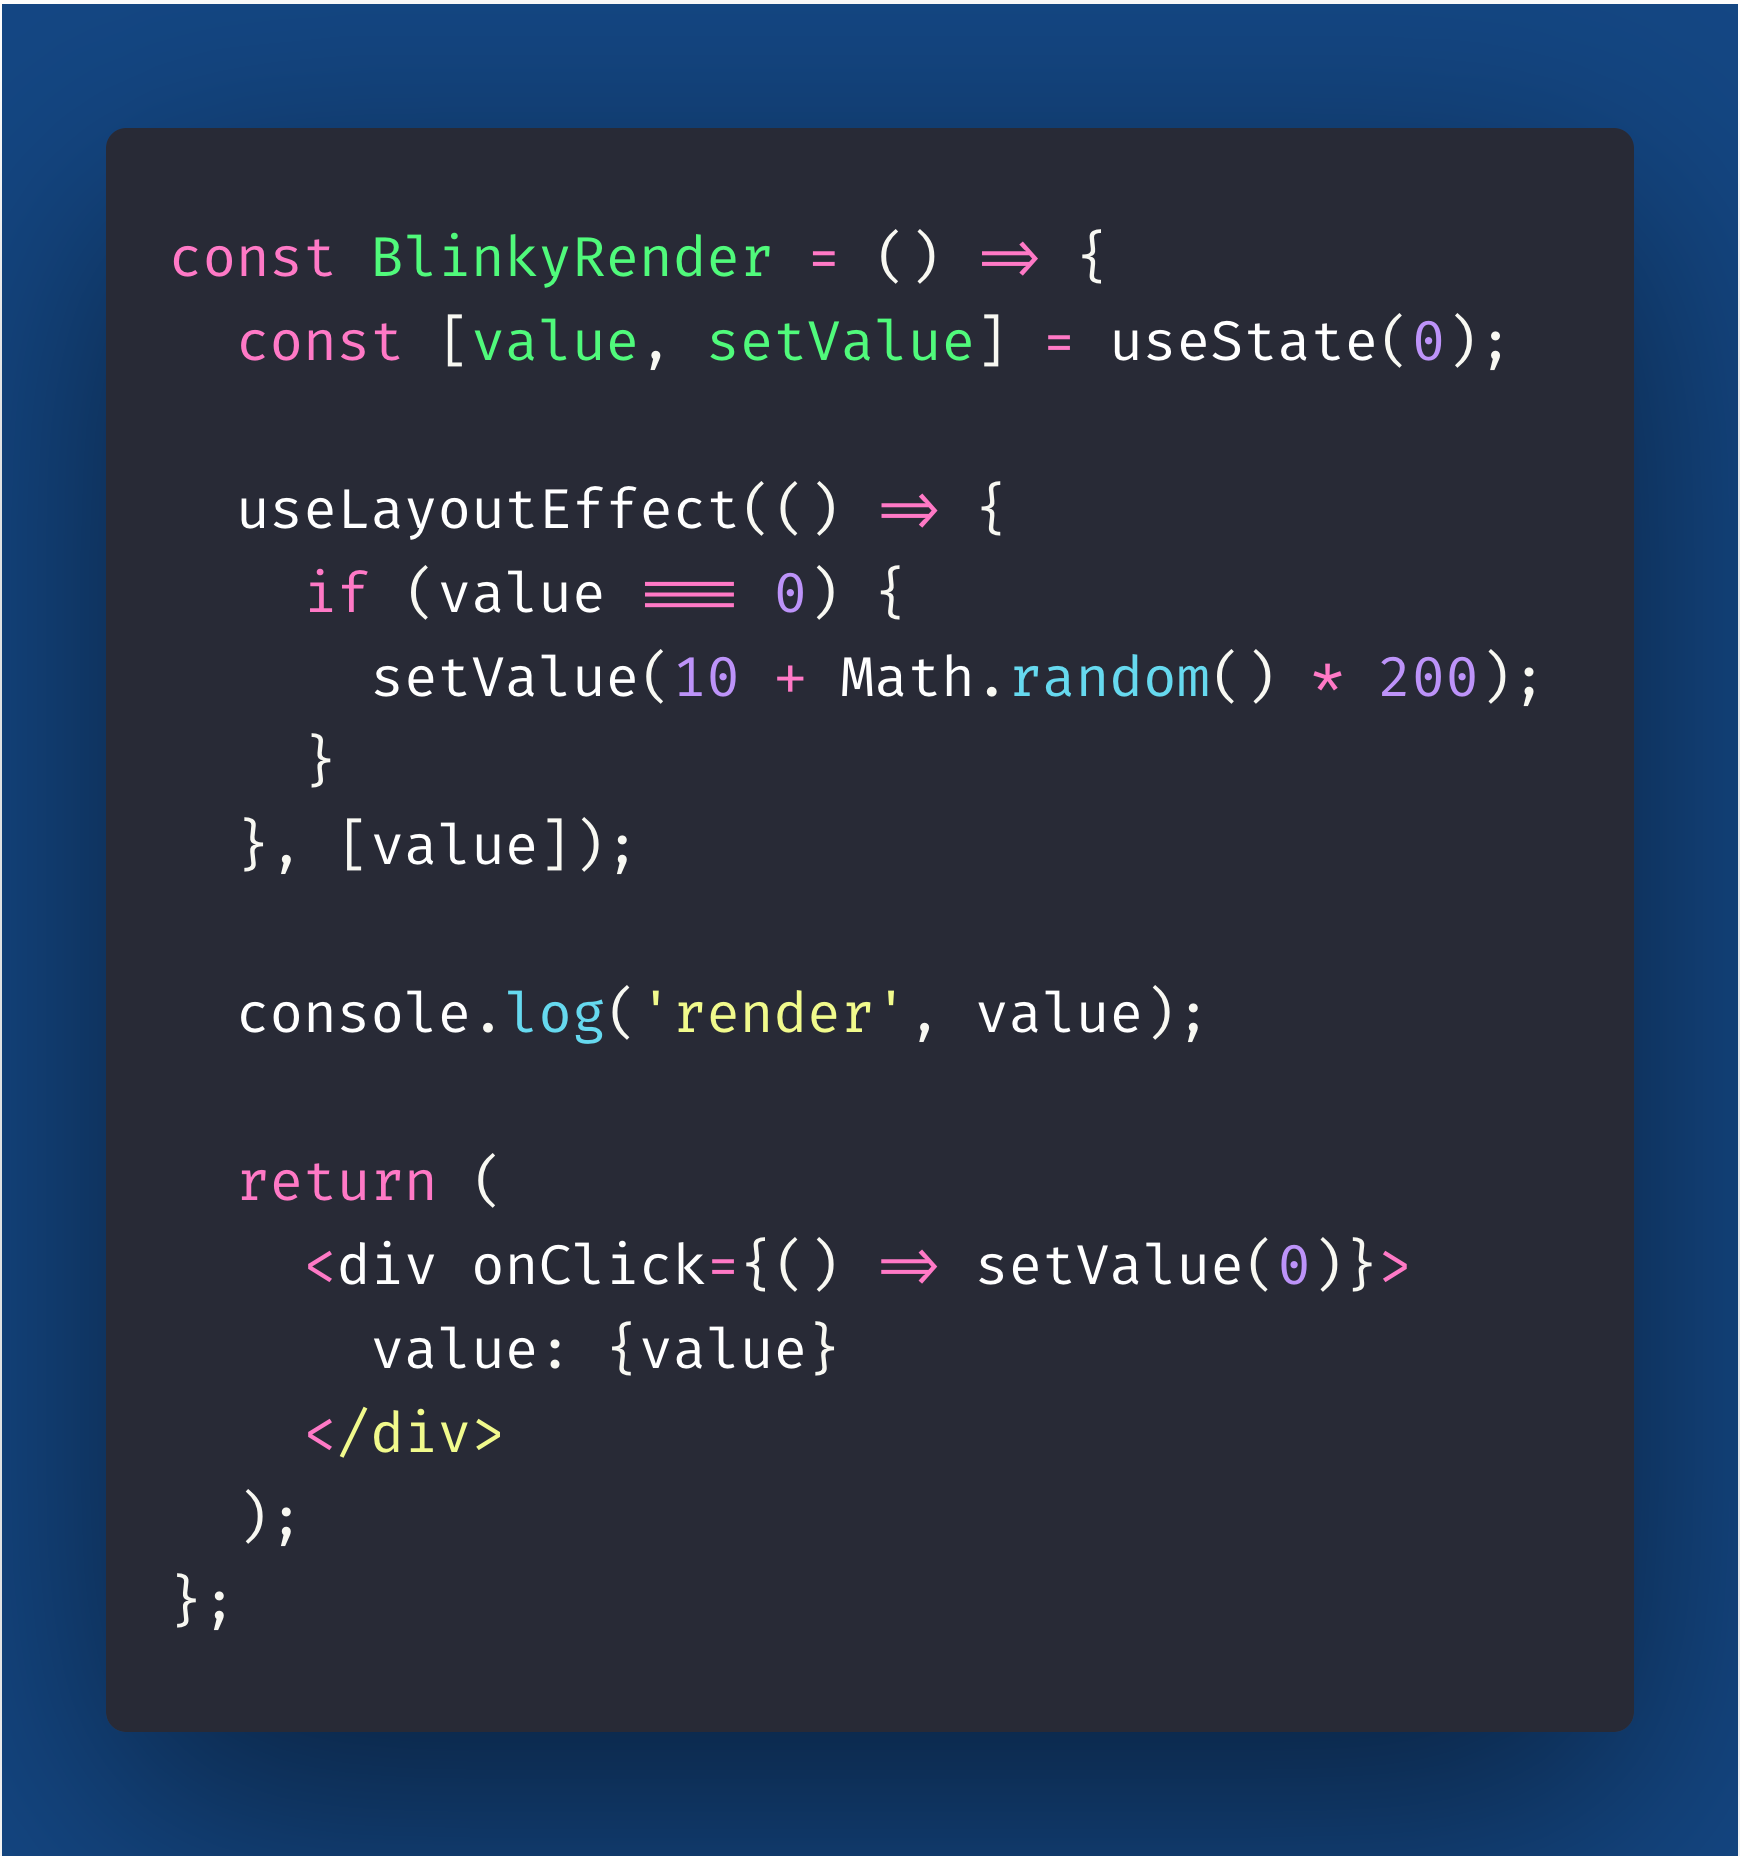 const BlinkyRender = () => {
  const [value, setValue] = useState(0);

  useLayoutEffect(() => {
    if (value === 0) {
      setValue(10 + Math.random() * 200);
    }
  }, [value]);

  console.log('render', value);

  return (
    <div onClick={() => setValue(0)}>
      value: {value}
    </div>
  );
};